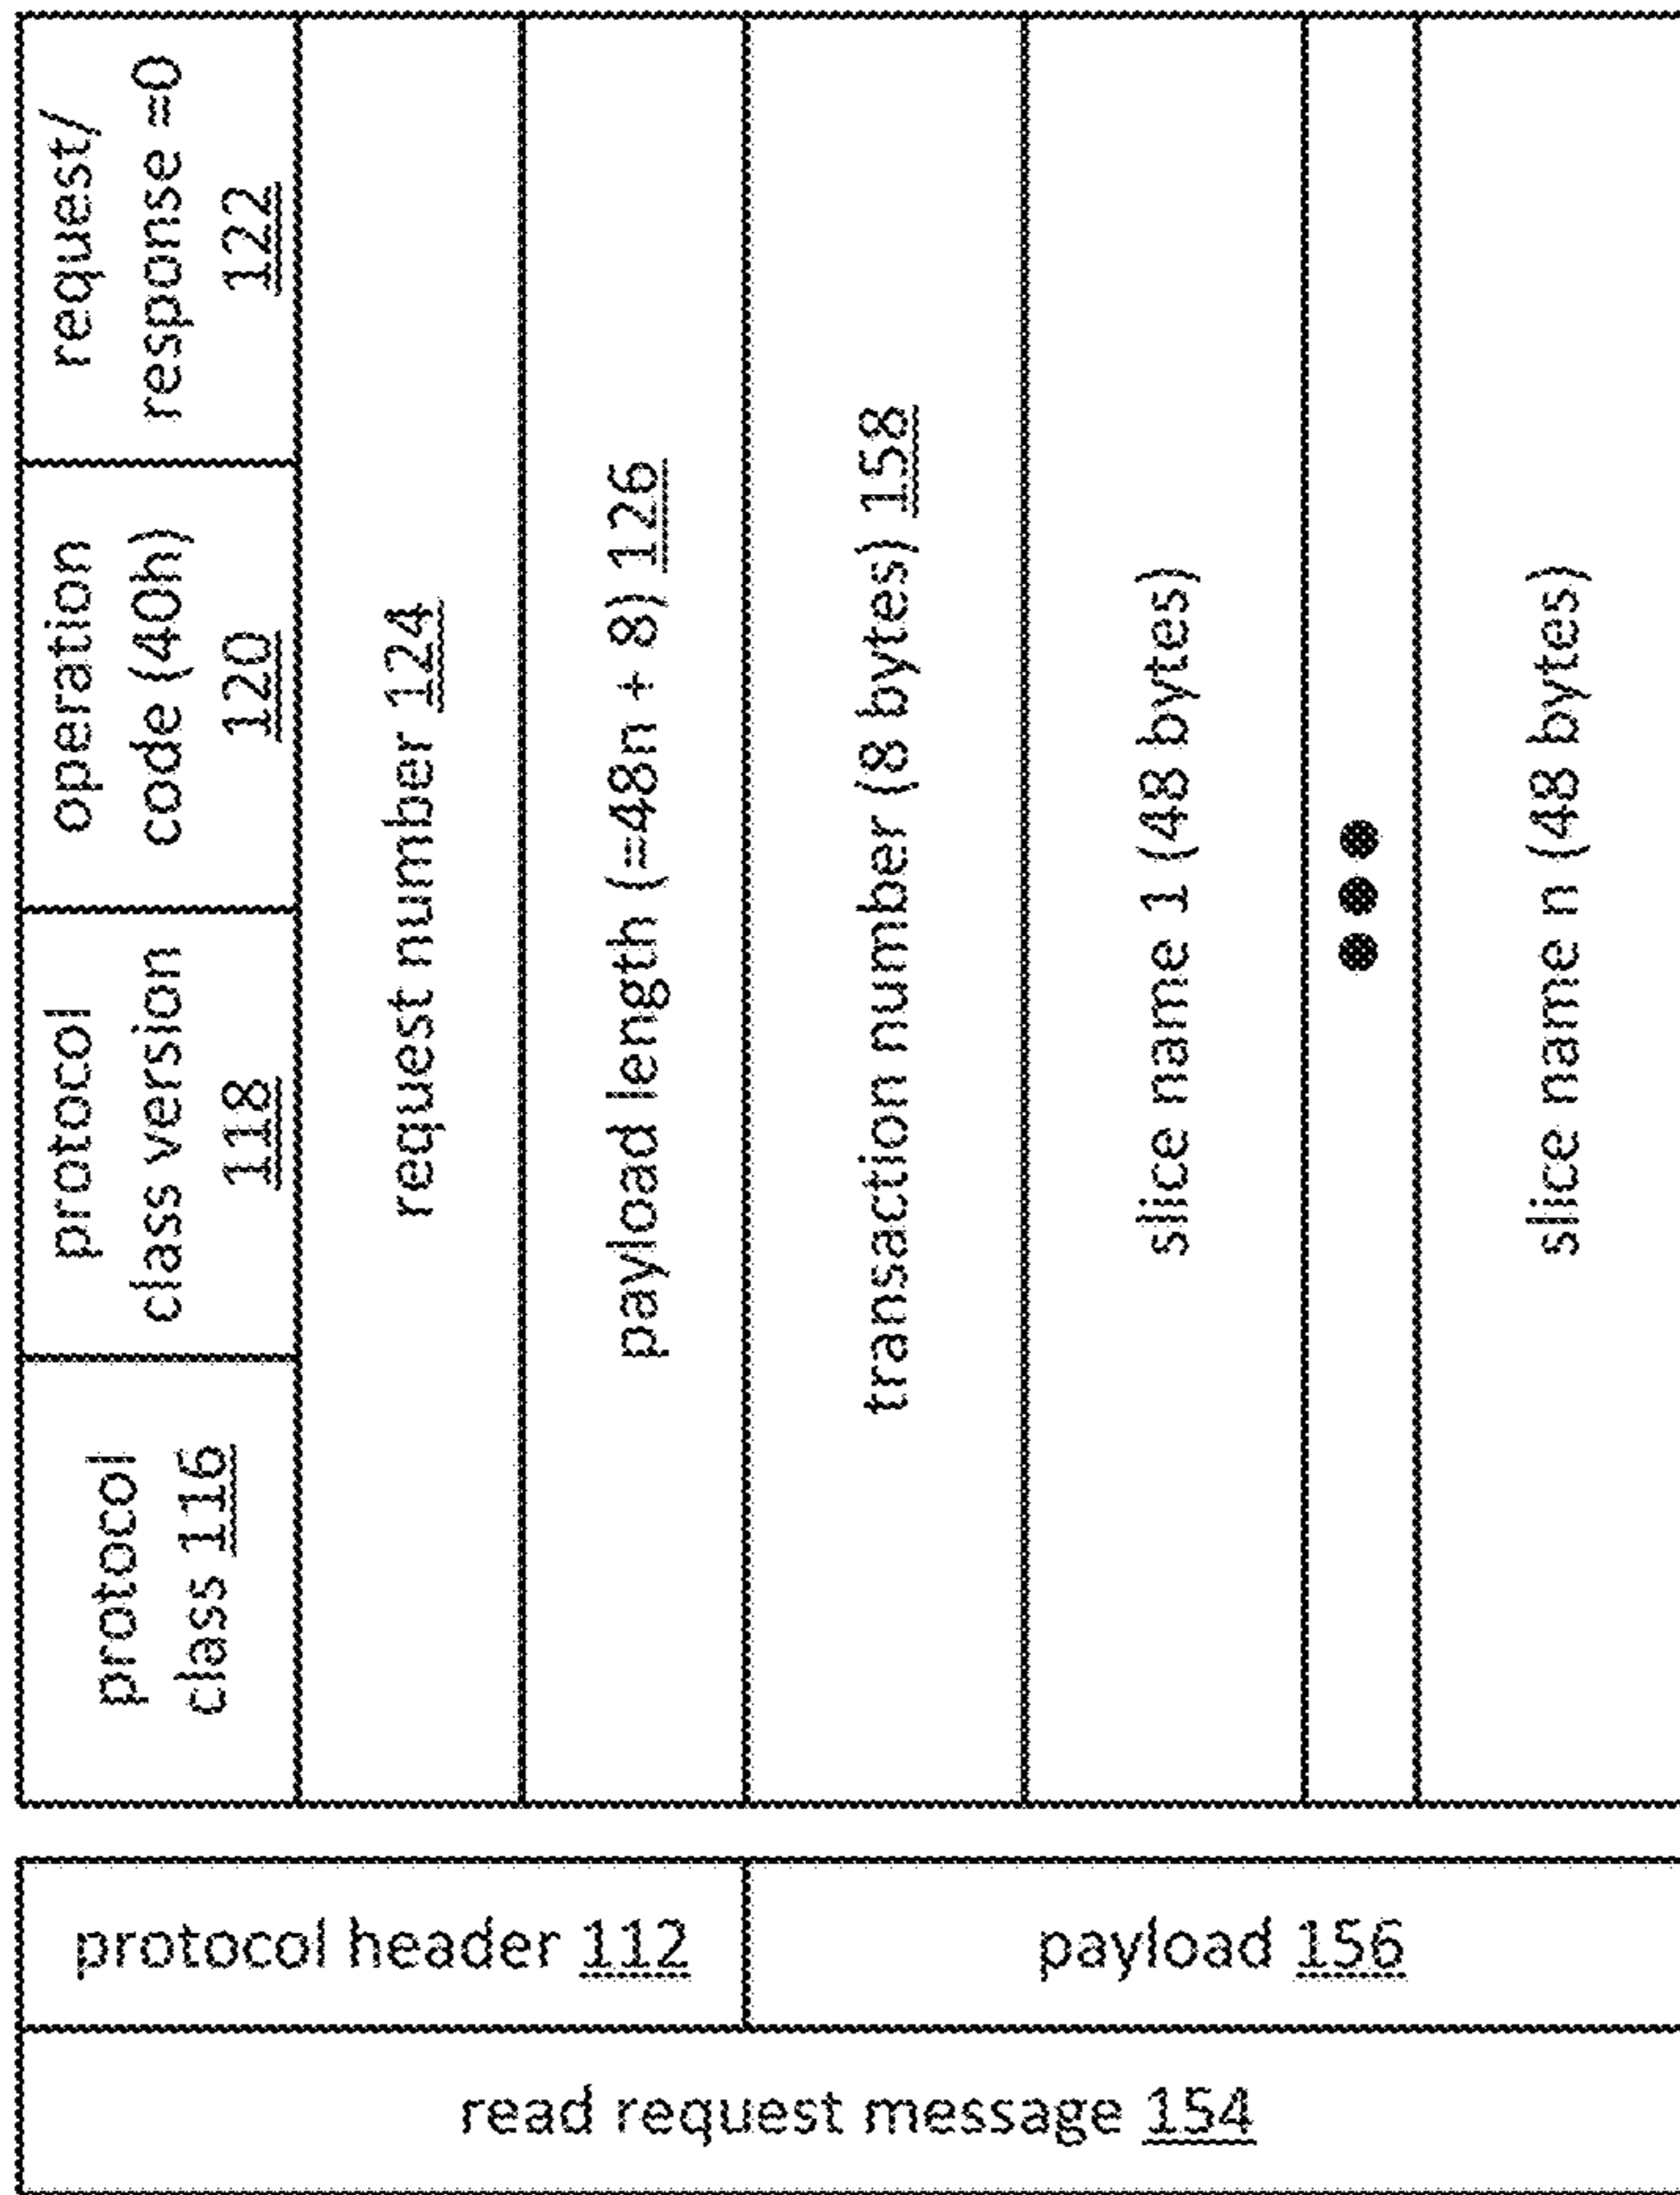 read request message 154
protocol header 112
payload 156
protocol
class 116
protocol
class version
118
operation
code (40h)
120
request/
response =0
122
request number 124
payload length (=48n + 8) 126
transaction number (8 bytes) 158
slice name 1 (48 bytes)
●●●
slice name n (48 bytes)